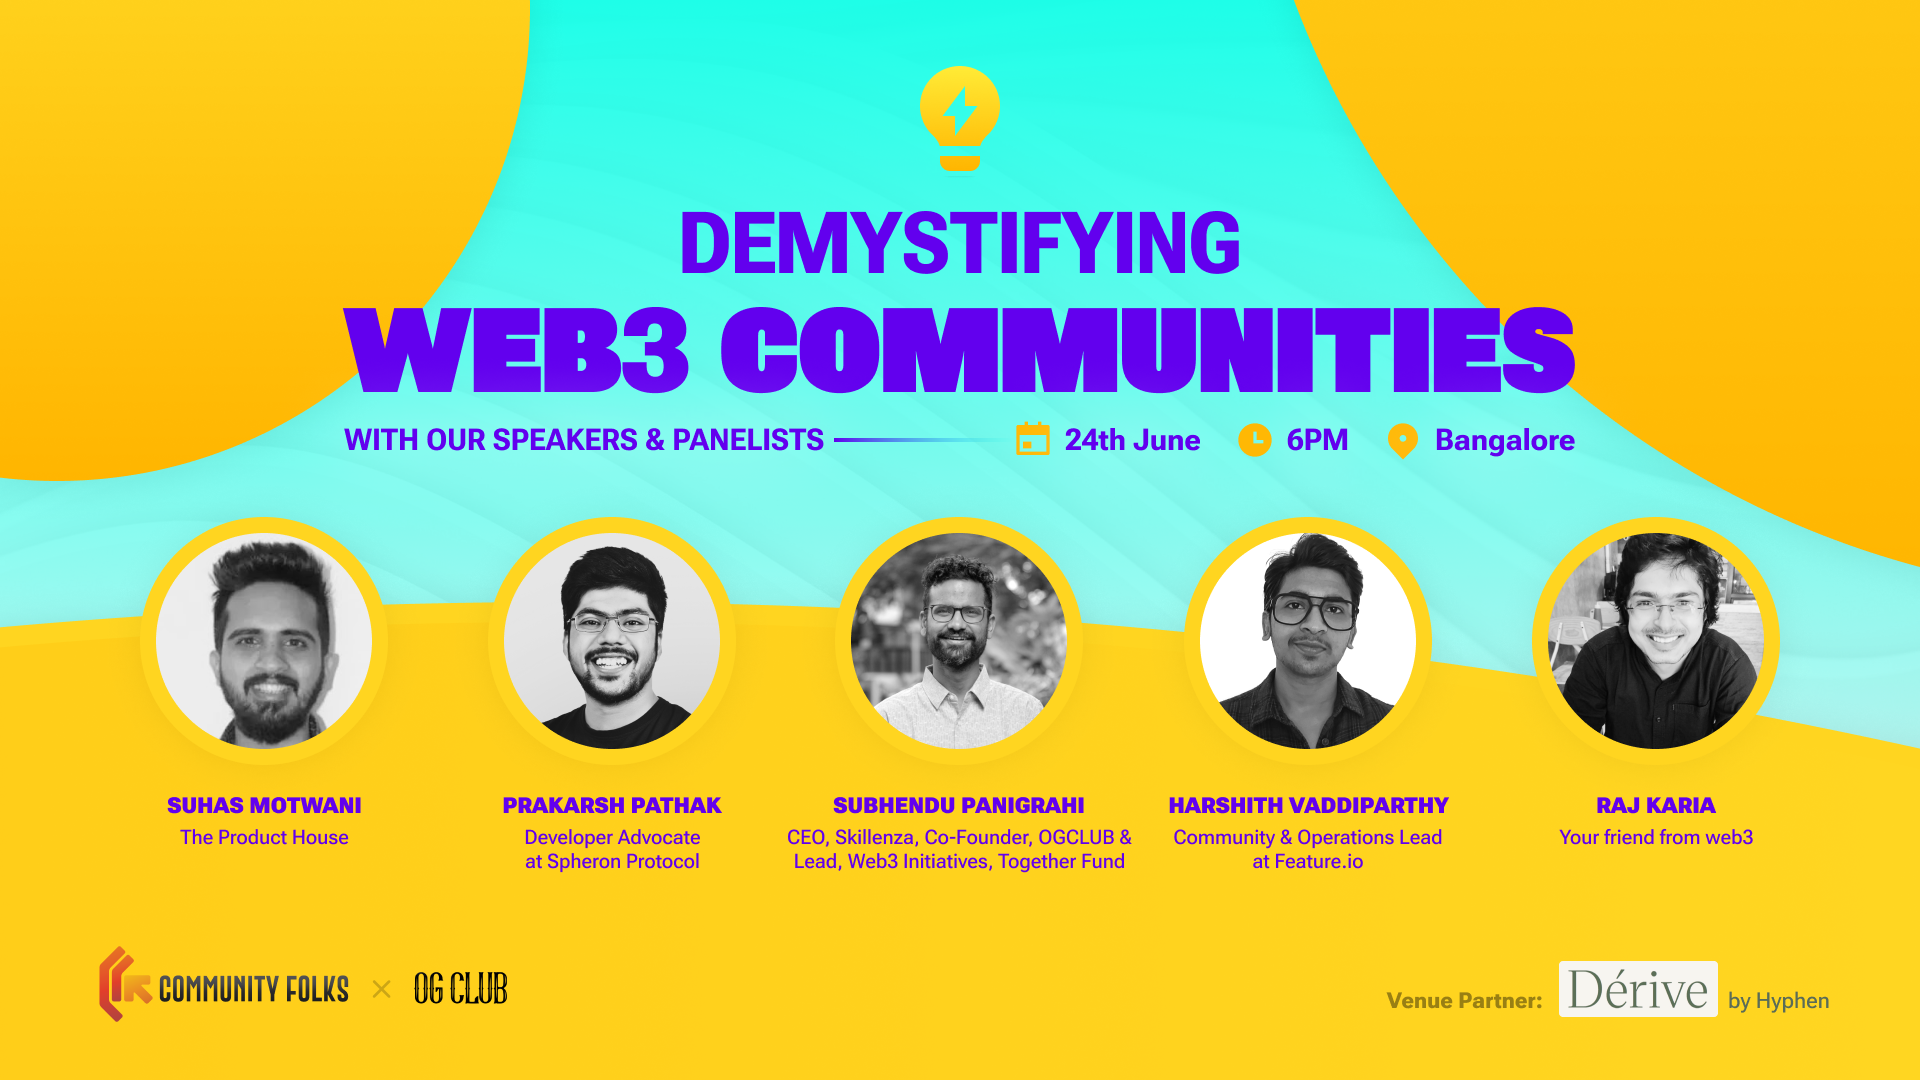 DEMYSTIFYING
WEB3 COMMUNITIES
WITH OUR SPEAKERS & PANELISTS
24th June
6PM
Bangalore
SUHAS MOTWANI
The Product House
PRAKARSH PATHAK
Developer Advocate
at Spheron Protocol
SUBHENDU PANIGRAHI
CEO, Skillenza, Co-Founder, OGCLUB &
Lead, Web3 Initiatives, Together Fund
HARSHITH VADDIPARTHY
Community & Operations Lead
at Feature.io
RAJ KARIA
Your friend from web3
COMMUNITY FOLKS × OG CLUB
Venue Partner: Dérive by Hyphen